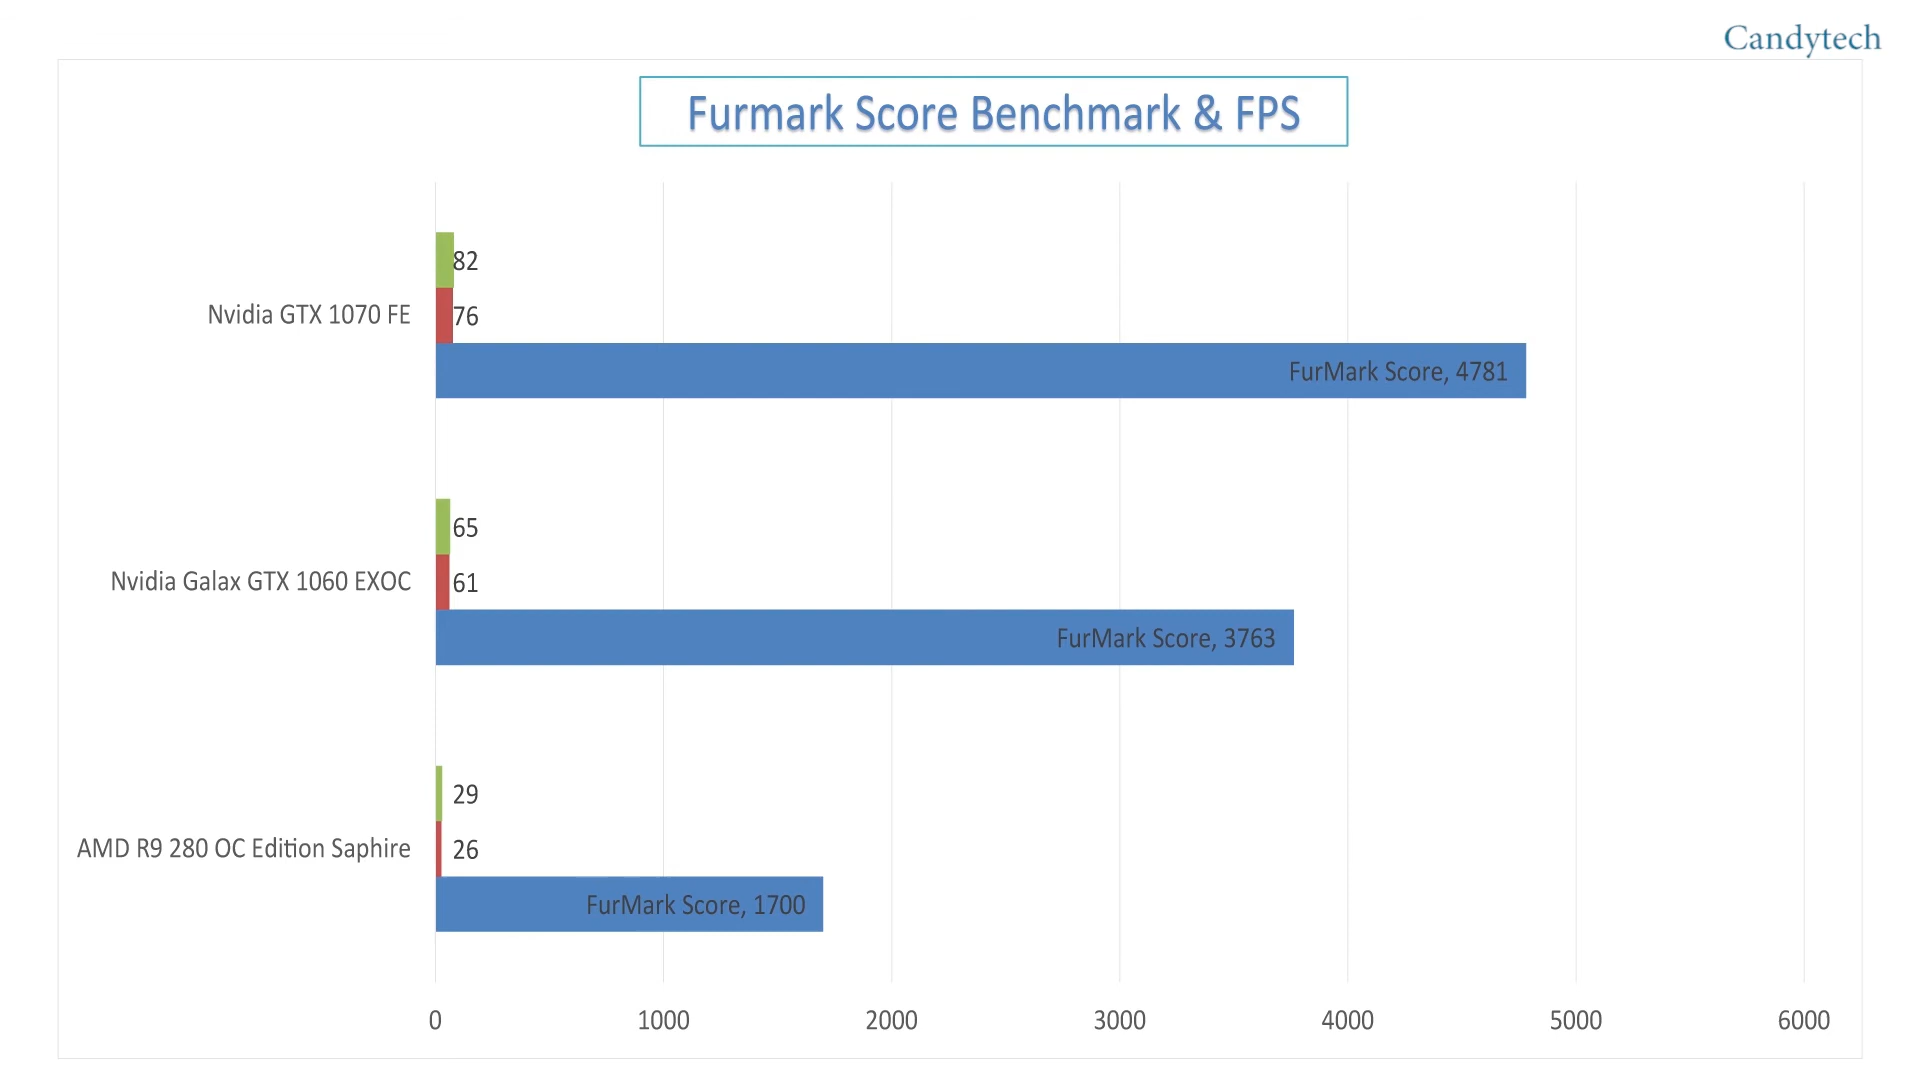 Candytech
Furmark Score Benchmark & FPS
82
Nvidia GTX 1070 FE
76
FurMark Score, 4781
65
Nvidia Galax GTX 1060 EXOC
61
FurMark Score, 3763
29
AMD R9 280 OC Edition Saphire
26
FurMark Score, 1700
0 1000 2000 3000 4000 5000 6000